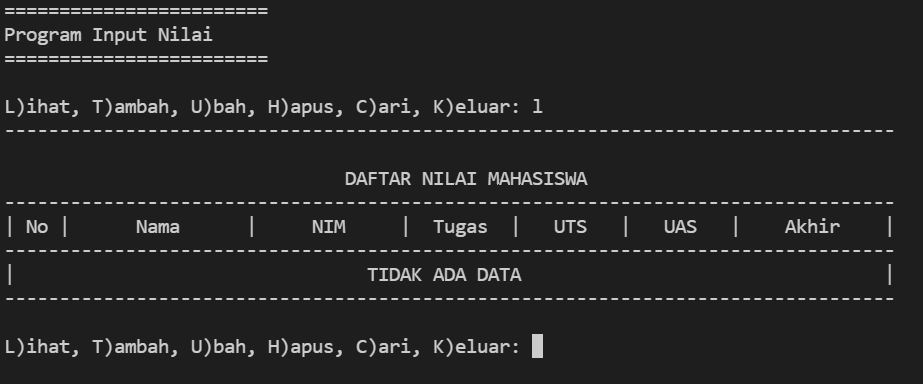 ========================
Program Input Nilai
========================
L)ihat, T)ambah, U)bah, H)apus, C)ari, K)eluar: l
---------------------------------------------------------------------------------
DAFTAR NILAI MAHASISWA
---------------------------------------------------------------------------------
| No |      Nama      |     NIM     |  Tugas  |   UTS   |   UAS   |    Akhir    |
---------------------------------------------------------------------------------
|                                TIDAK ADA DATA                                 |
---------------------------------------------------------------------------------
L)ihat, T)ambah, U)bah, H)apus, C)ari, K)eluar: